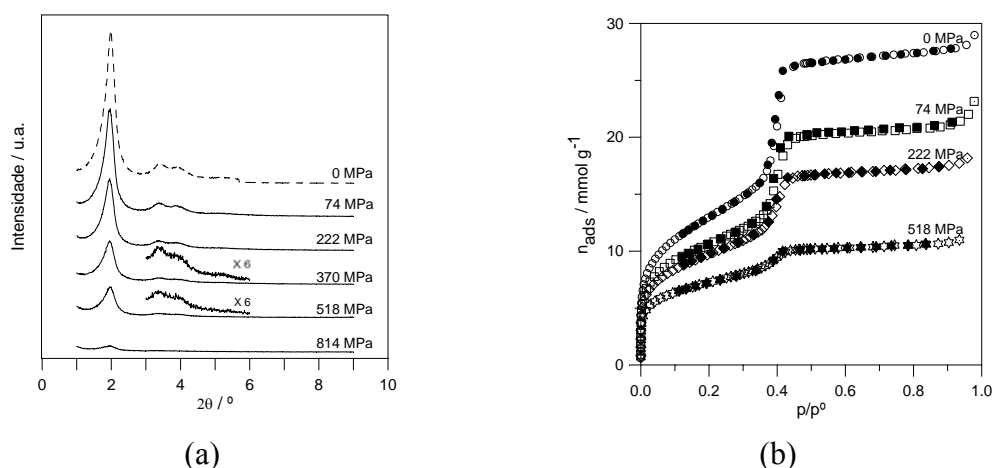 Intensidade / u.a.
0 MPa
74 MPa
222 MPa
X 6
370 MPa
X 6
518 MPa
814 MPa
0 2 4 6 8 10
2θ / º
(a)
n_ads / mmol g⁻¹
30
20
10
0
0 MPa
74 MPa
222 MPa
518 MPa
0.0 0.2 0.4 0.6 0.8 1.0
p/pº
(b)